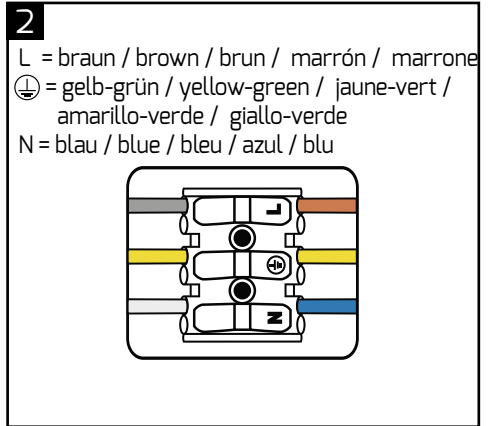 2
L = braun / brown / brun / marrón / marrone
⏚ = gelb-grün / yellow-green / jaune-vert /
amarillo-verde / giallo-verde
N = blau / blue / bleu / azul / blu
L
⏚
N